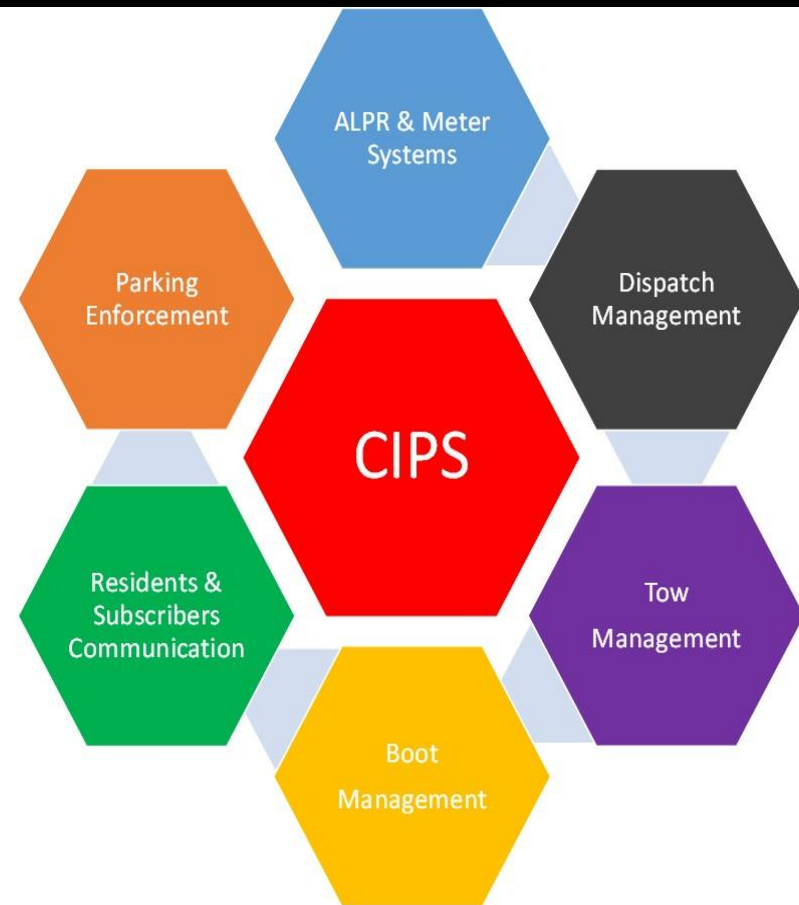 ALPR & Meter
Systems
Parking
Enforcement
Dispatch
Management
CIPS
Residents &
Subscribers
Communication
Tow
Management
Boot
Management